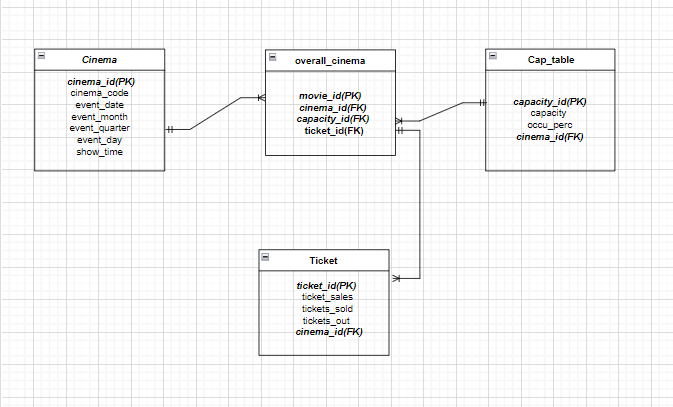 Cinema
cinema_id(PK)
cinema_code
event_date
event_month
event_quarter
event_day
show_time
overall_cinema
movie_id(PK)
cinema_id(FK)
capacity_id(FK)
ticket_id(FK)
Cap_table
capacity_id(PK)
capacity
occu_perc
cinema_id(FK)
Ticket
ticket_id(PK)
ticket_sales
tickets_sold
tickets_out
cinema_id(FK)